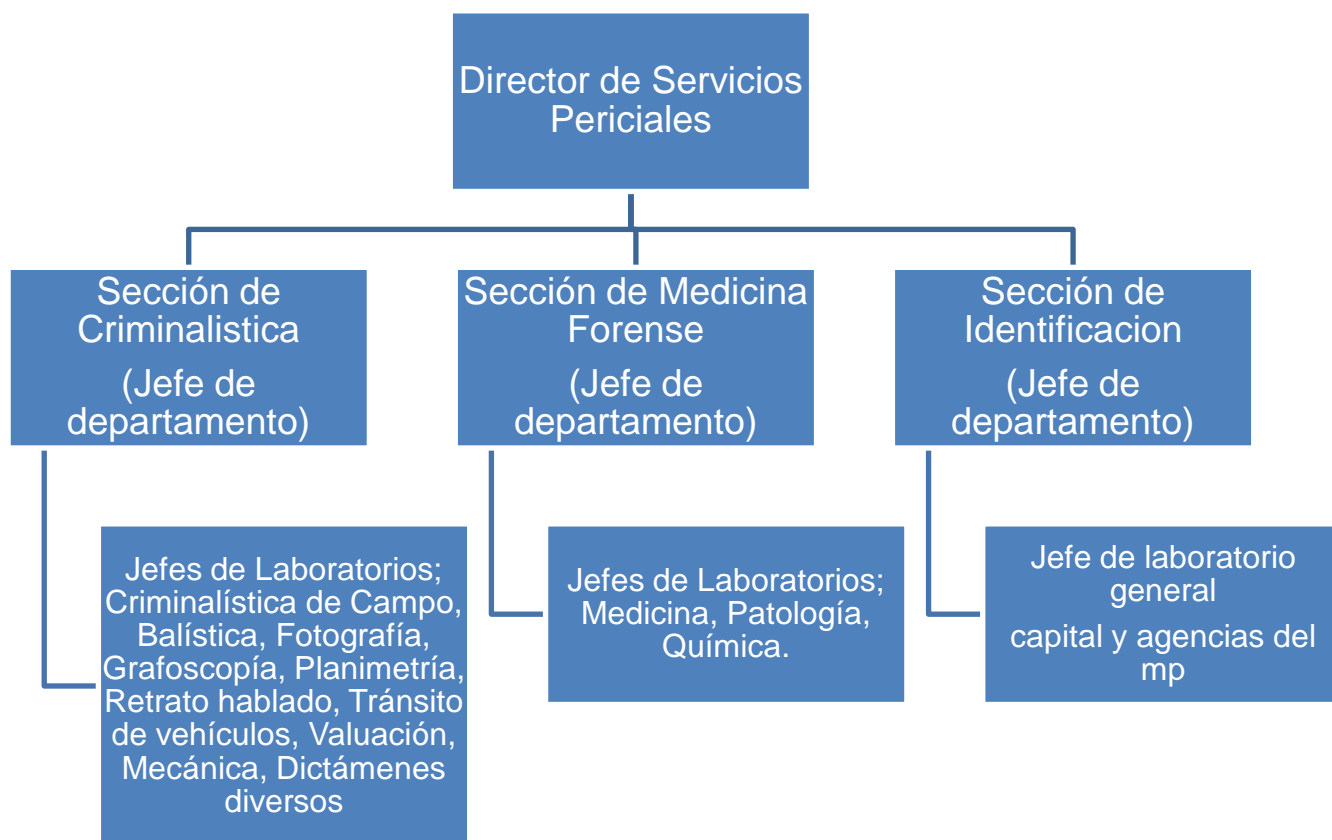 Director de Servicios
Periciales
Sección de
Criminalistica
(Jefe de
departamento)
Sección de Medicina
Forense
(Jefe de
departamento)
Sección de
Identificacion
(Jefe de
departamento)
Jefes de Laboratorios;
Criminalística de Campo,
Balística, Fotografía,
Grafoscopía, Planimetría,
Retrato hablado, Tránsito
de vehículos, Valuación,
Mecánica, Dictámenes
diversos
Jefes de Laboratorios;
Medicina, Patología,
Química.
Jefe de laboratorio
general
capital y agencias del
mp